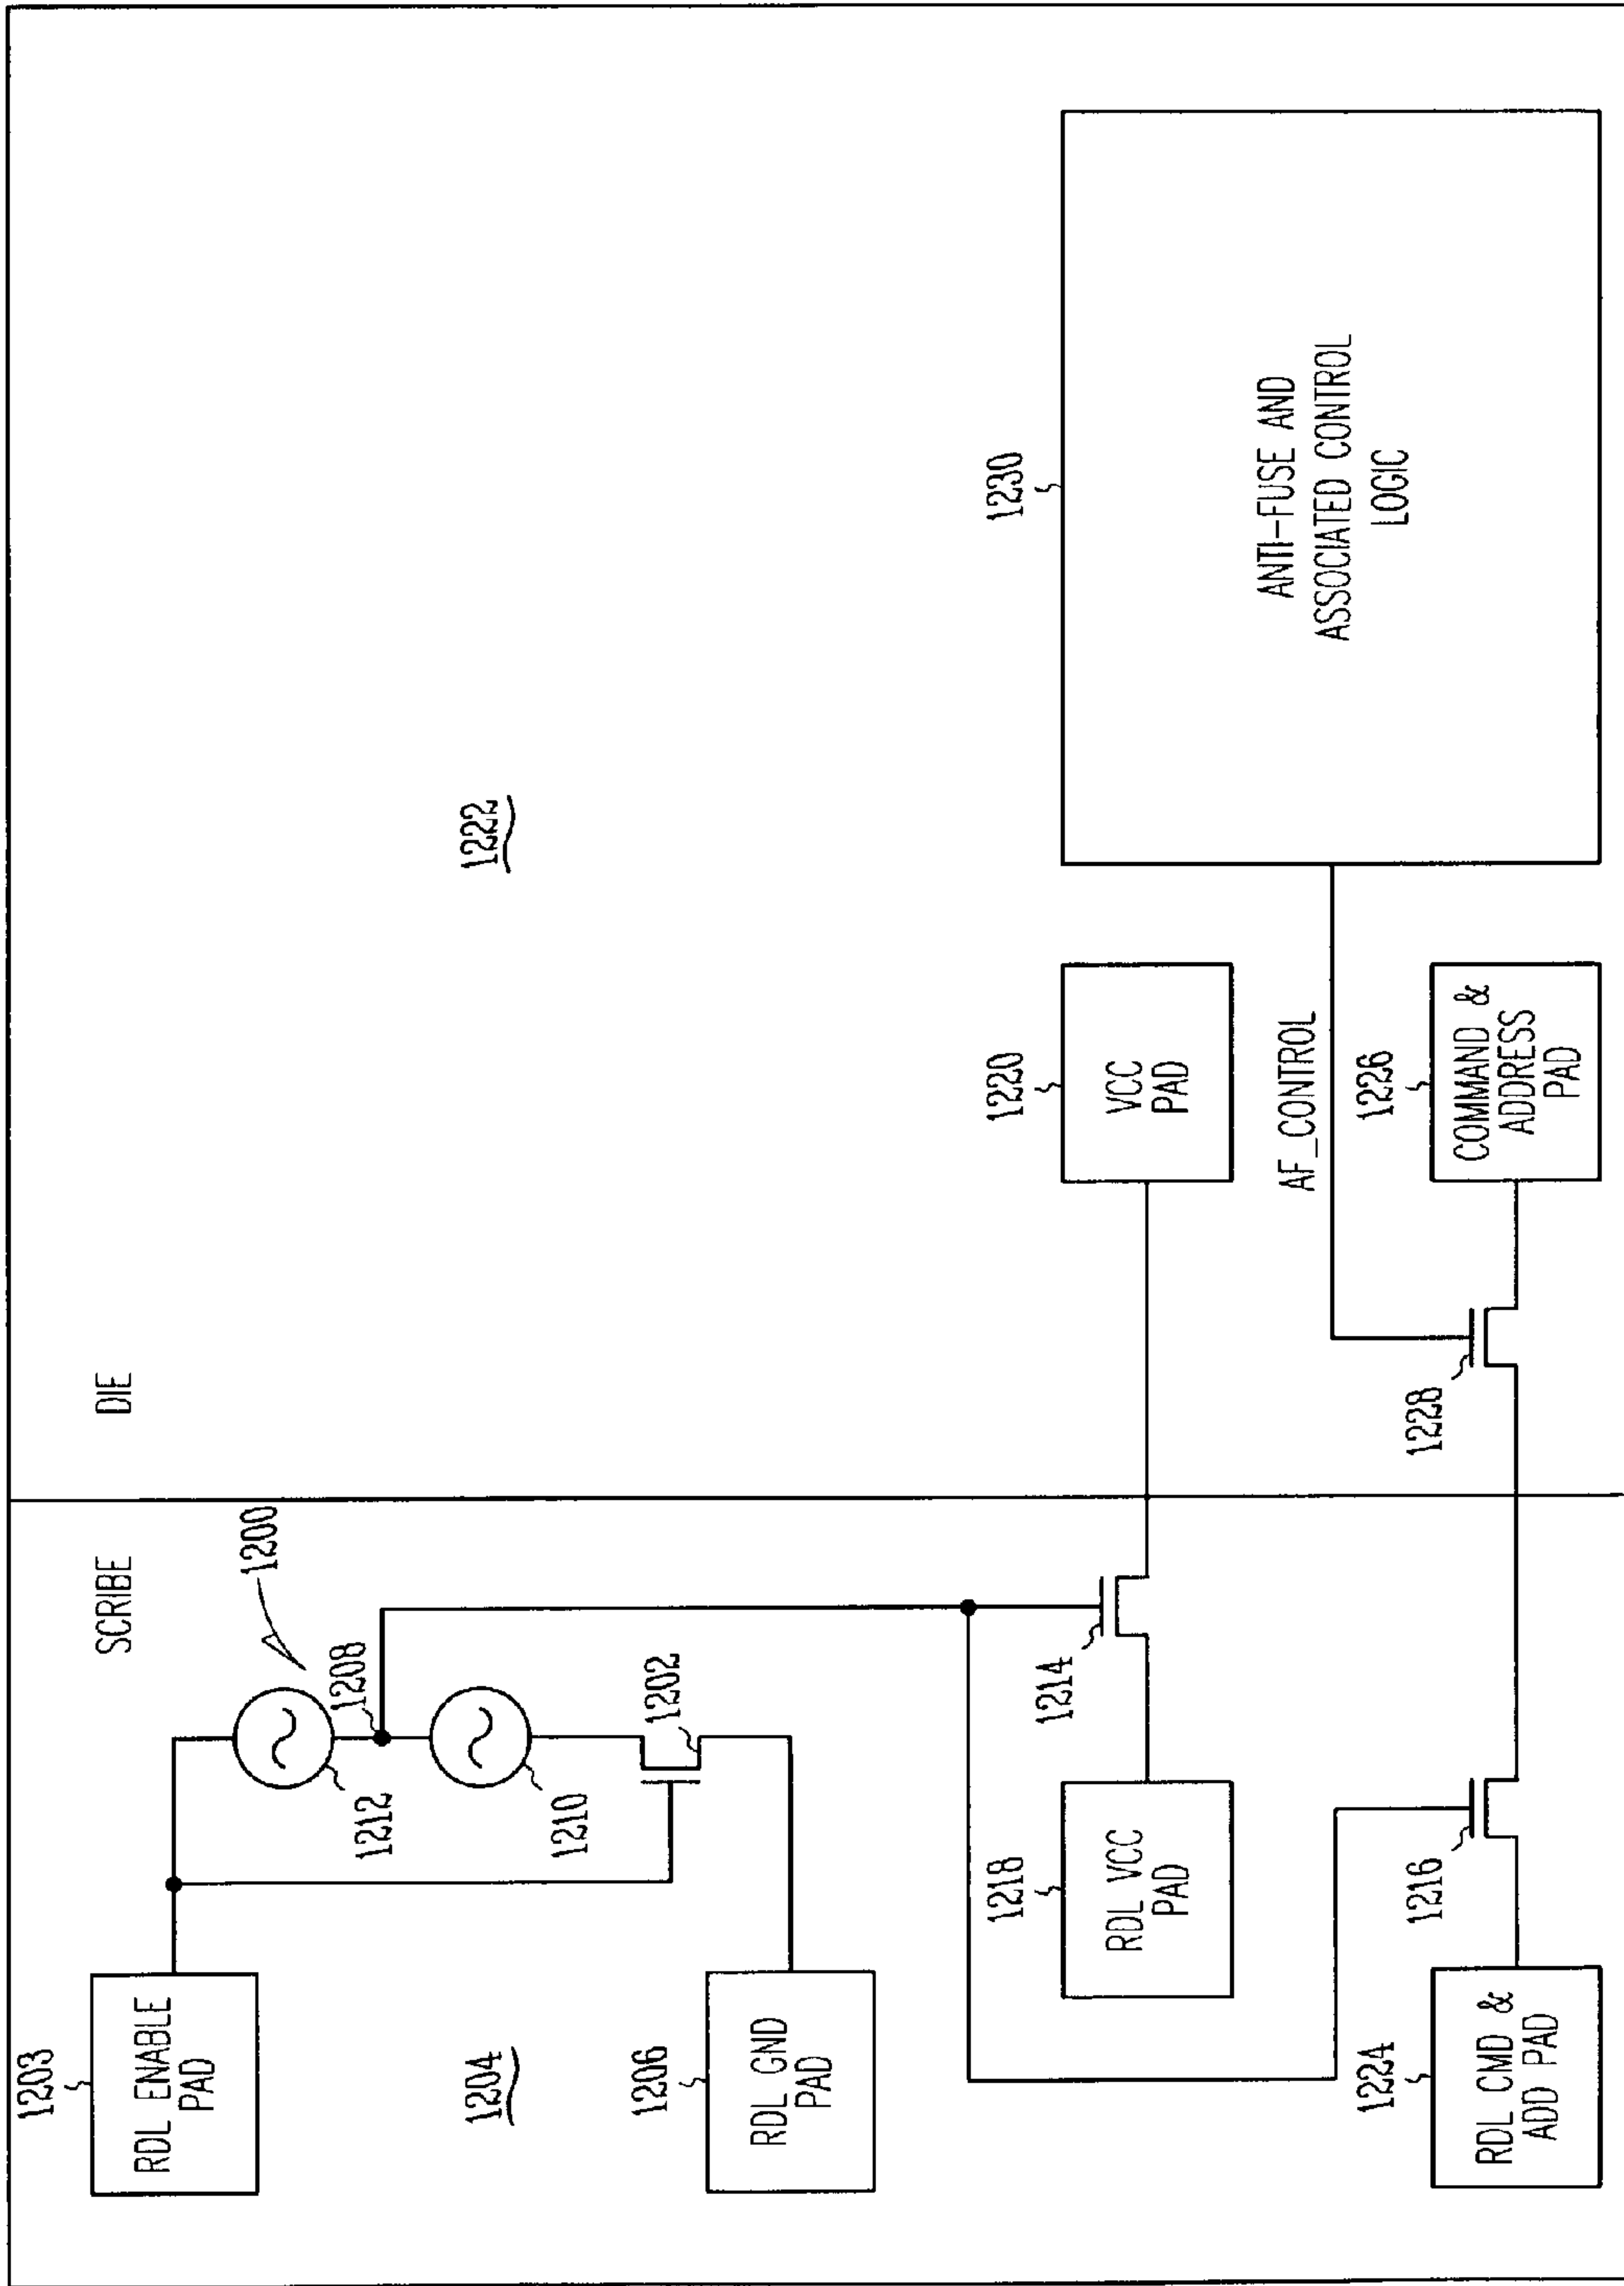 SCRIBE
DIE
1203
RDL ENABLE
PAD
1200
1212
1208
1210
1202
1204
1222
1206
RDL GND
PAD
1214
1218
RDL VCC
PAD
1220
VCC
PAD
1230
ANTI-FUSE AND
ASSOCIATED CONTROL
LOGIC
AF_CONTROL
1216
1224
RDL CMD &
ADD PAD
1228
1226
COMMAND &
ADDRESS
PAD